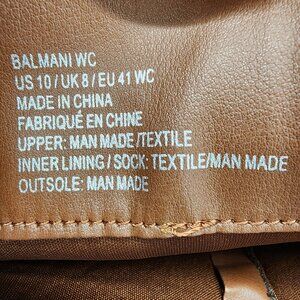 BALMANI WC
US 10 / UK 8 / EU 41 WC
MADE IN CHINA
FABRIQUÉ EN CHINE
UPPER: MAN MADE /TEXTILE
INNER LINING / SOCK: TEXTILE/MAN MADE
OUTSOLE: MAN MADE